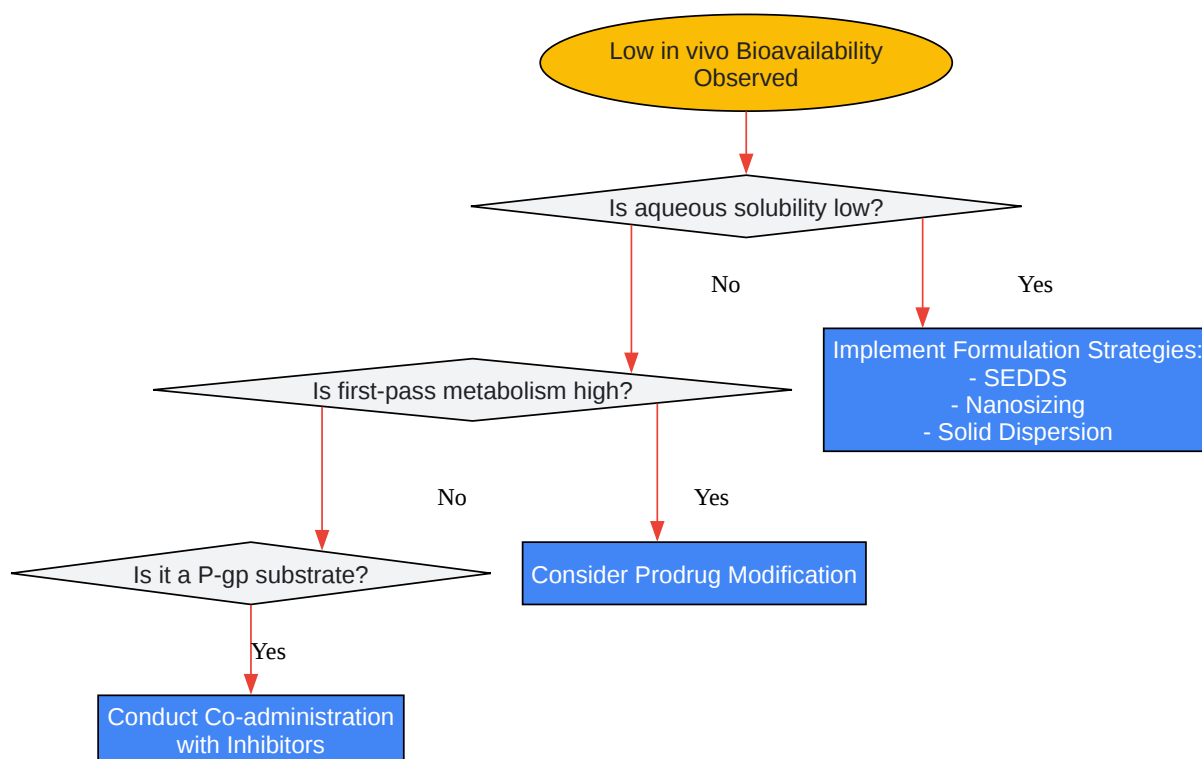 Low in vivo Bioavailability
Observed
Is aqueous solubility low?
No
Yes
Implement Formulation Strategies:
- SEDDS
- Nanosizing
- Solid Dispersion
Is first-pass metabolism high?
No
Yes
Is it a P-gp substrate?
Consider Prodrug Modification
Yes
Conduct Co-administration
with Inhibitors